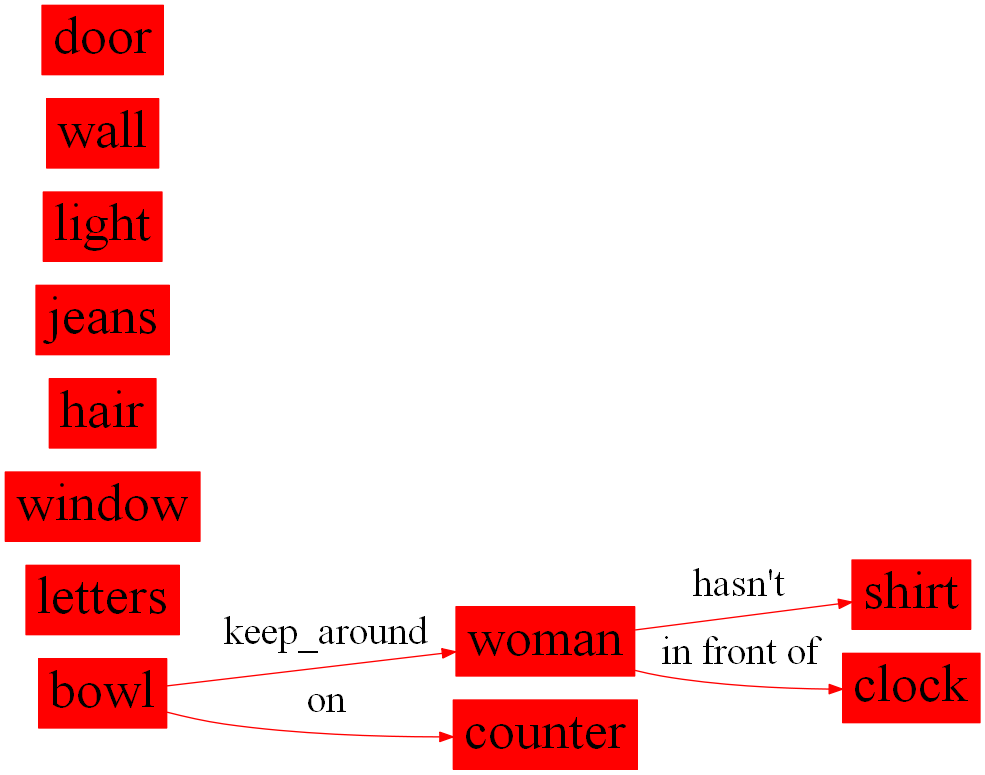 door
wall
light
jeans
hair
window
letters
bowl
keep_around
on
woman
counter
hasn't
in front of
shirt
clock